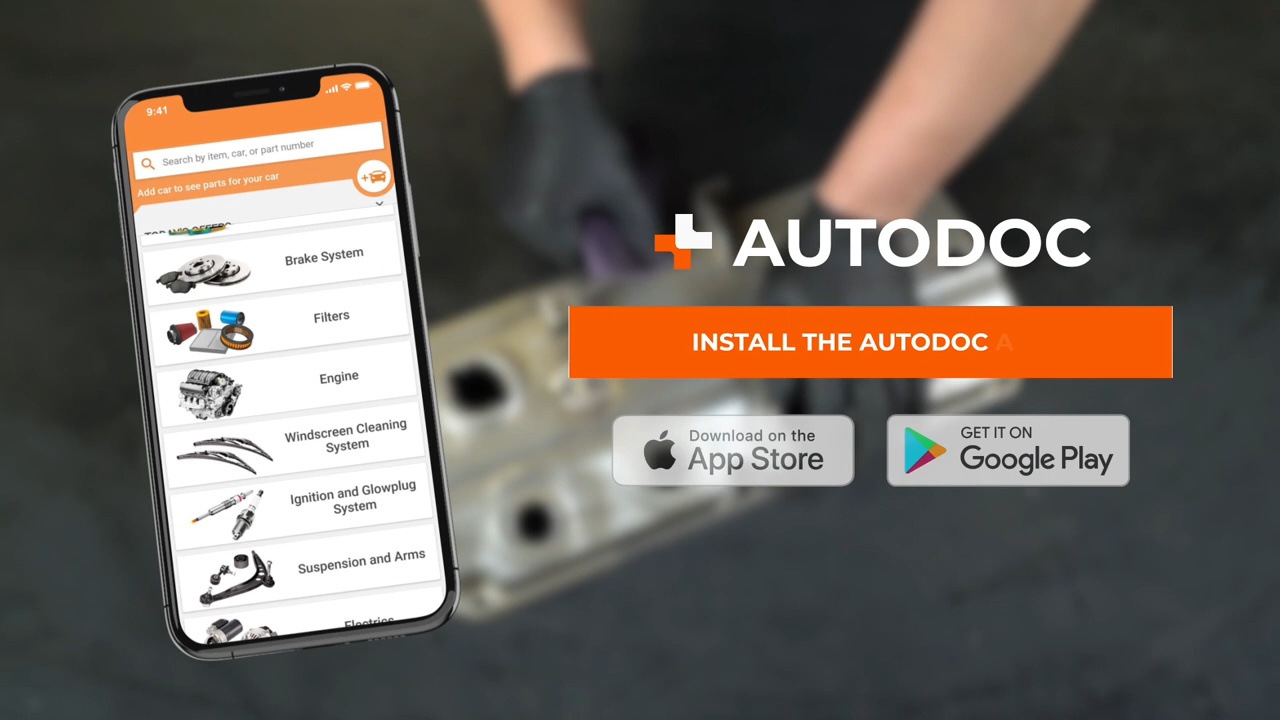 9:41
Search by item, car, or part number
Add car to see parts for your car
Brake System
Filters
Engine
Windscreen Cleaning
System
Ignition and Glowplug
System
Suspension and Arms
Electrics
AUTODOC
INSTALL THE AUTODOC A
Download on the
App Store
GET IT ON
Google Play